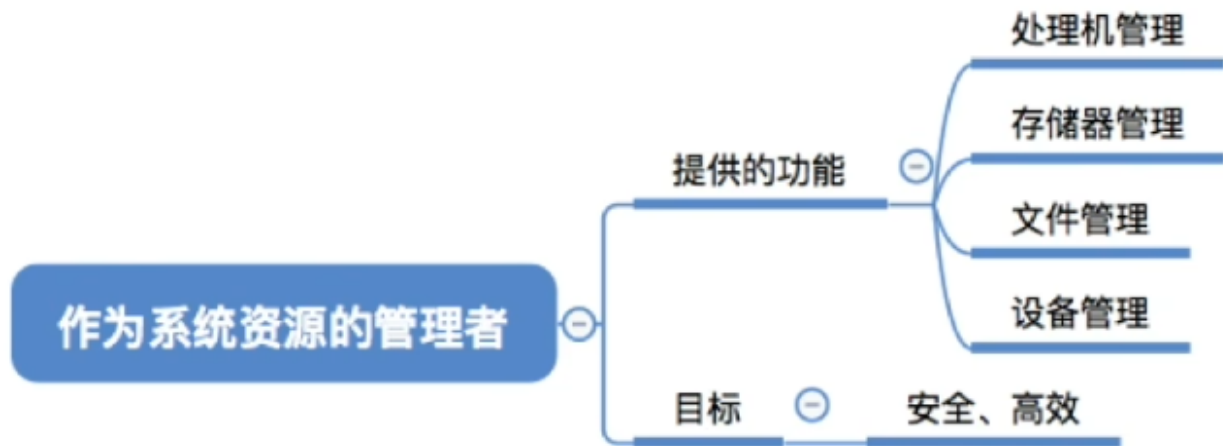 处理机管理
存储器管理
提供的功能
文件管理
作为系统资源的管理者
设备管理
目标
安全、高效